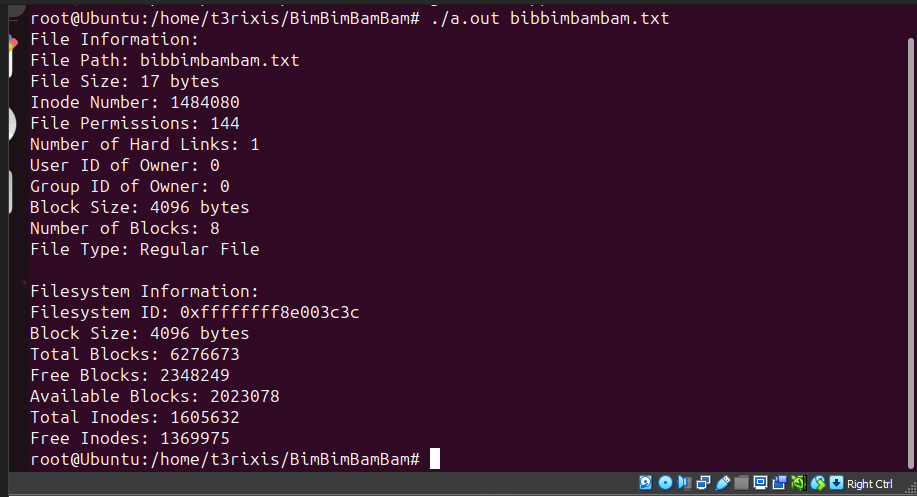 root@Ubuntu:/home/t3rixis/BimBimBamBam# ./a.out bibbimbambam.txt
File Information:
File Path: bibbimbambam.txt
File Size: 17 bytes
Inode Number: 1484080
File Permissions: 144
Number of Hard Links: 1
User ID of Owner: 0
Group ID of Owner: 0
Block Size: 4096 bytes
Number of Blocks: 8
File Type: Regular File
Filesystem Information:
Filesystem ID: 0xffffffff8e003c3c
Block Size: 4096 bytes
Total Blocks: 6276673
Free Blocks: 2348249
Available Blocks: 2023078
Total Inodes: 1605632
Free Inodes: 1369975
root@Ubuntu:/home/t3rixis/BimBimBamBam#
Right Ctrl